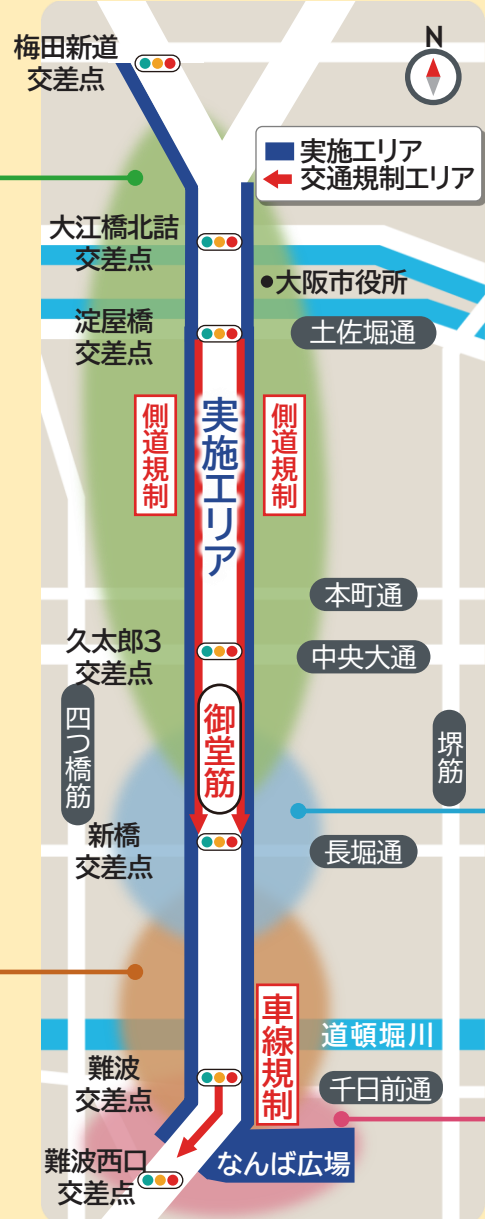 梅田新道
交差点
N
実施エリア
交通規制エリア
大江橋北詰
交差点
●大阪市役所
淀屋橋
交差点
土佐堀通
側道規制
実施エリア
側道規制
本町通
久太郎3
交差点
中央大通
四つ橋筋
御堂筋
堺筋
新橋
交差点
長堀通
車線規制
道頓堀川
難波
交差点
千日前通
難波西口
交差点
なんば広場